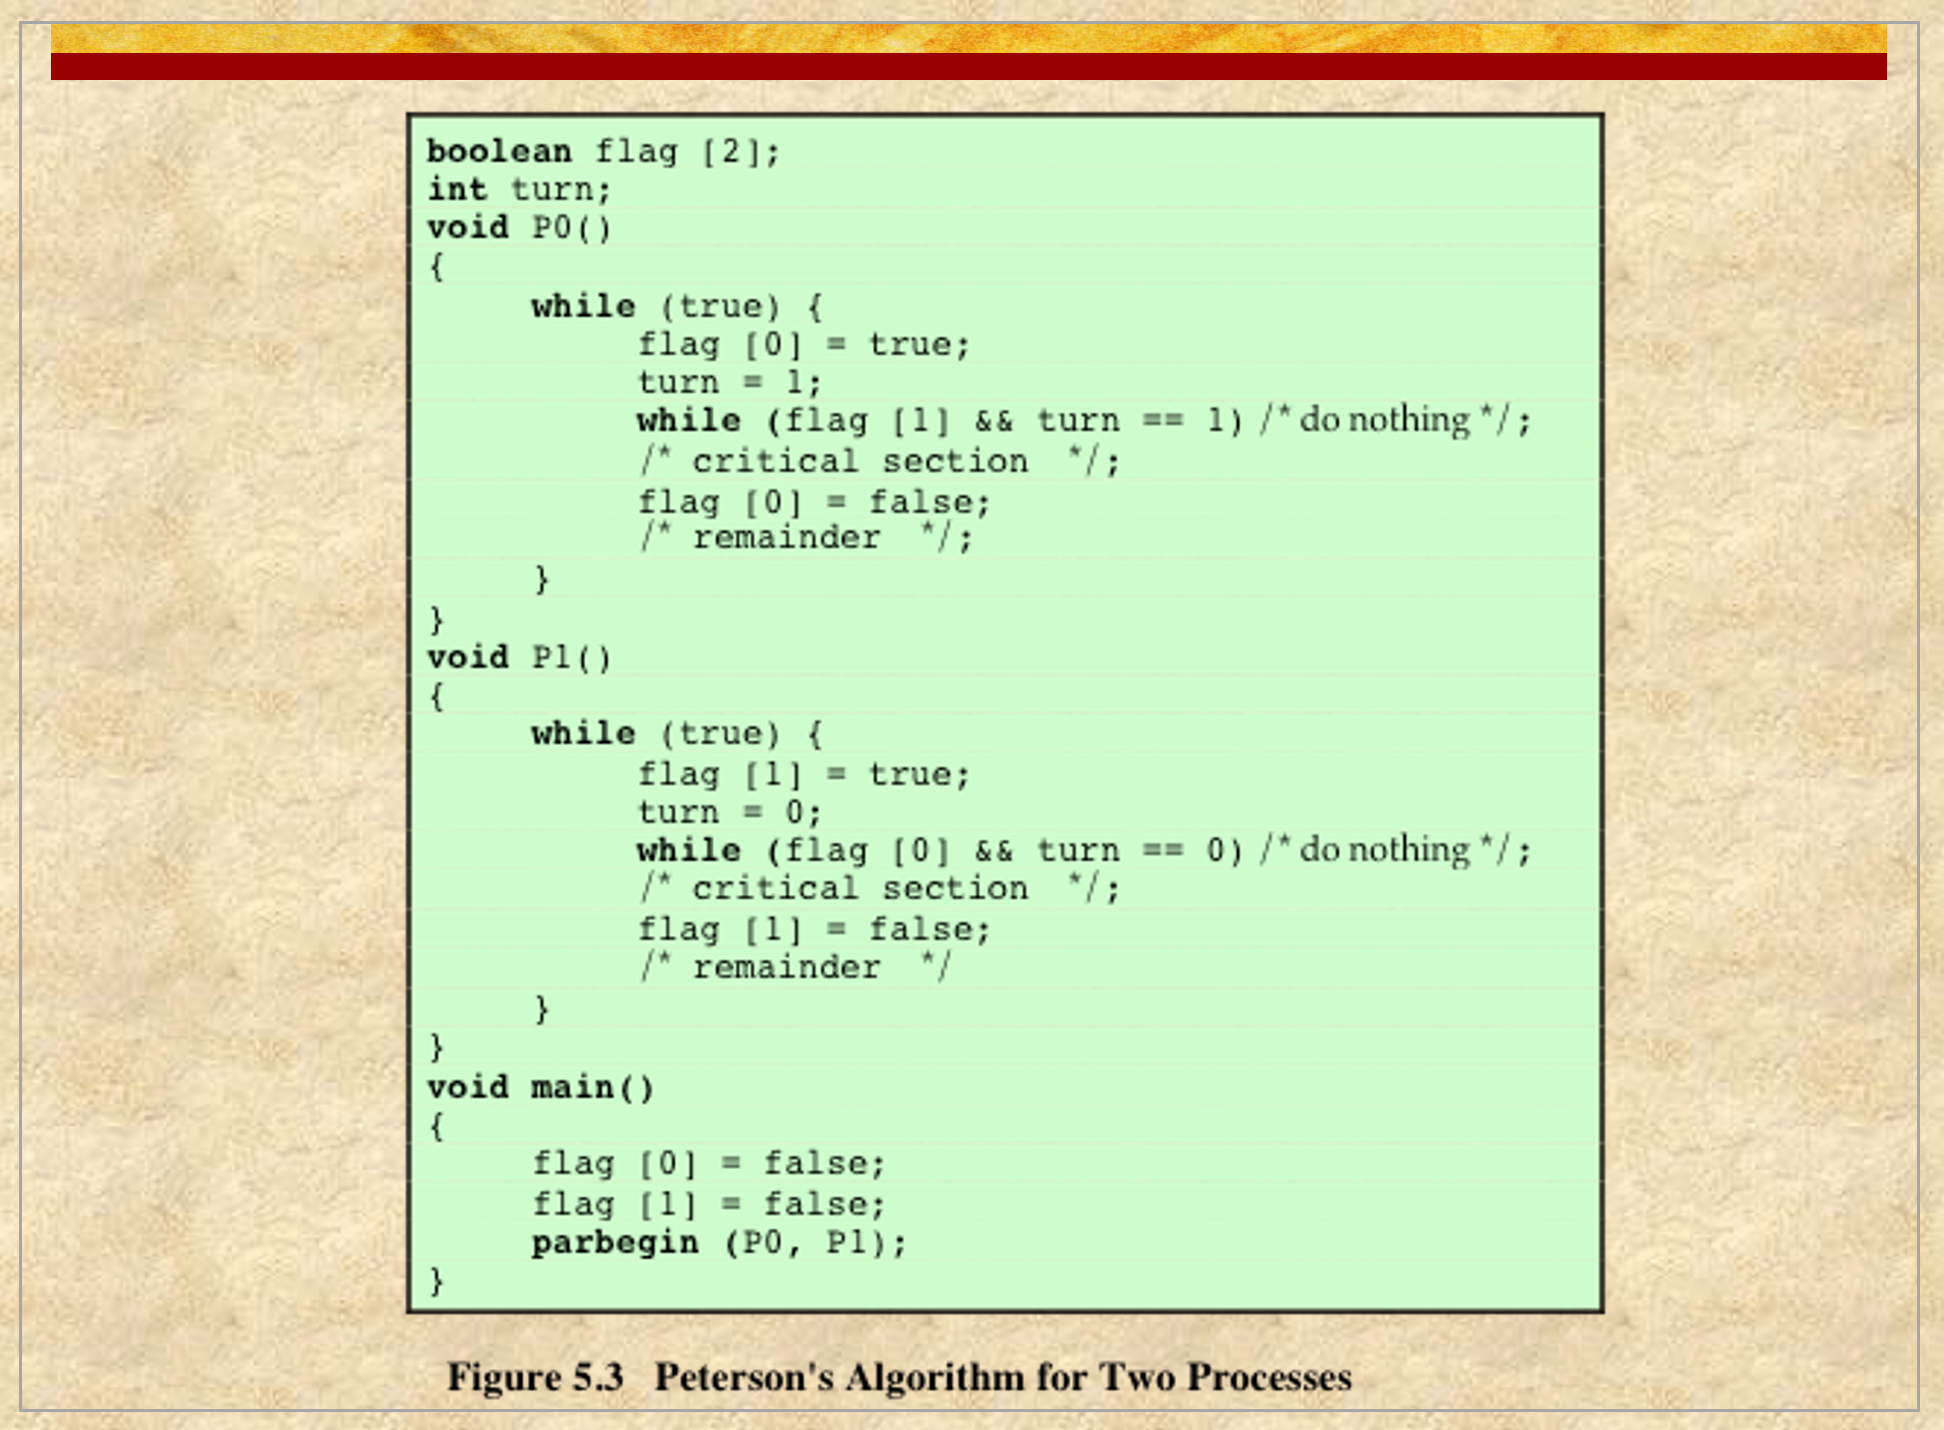 boolean flag [2];
int turn;
void P0()
{
while (true) {
flag [0] = true;
turn = 1;
while (flag [1] && turn == 1) /* do nothing */;
/* critical section */;
flag [0] = false;
/* remainder */;
}
}
void P1()
{
while (true) {
flag [1] = true;
turn = 0;
while (flag [0] && turn == 0) /* do nothing */;
/* critical section */;
flag [1] = false;
/* remainder */
}
}
void main()
{
flag [0] = false;
flag [1] = false;
parbegin (P0, P1);
}
Figure 5.3 Peterson's Algorithm for Two Processes